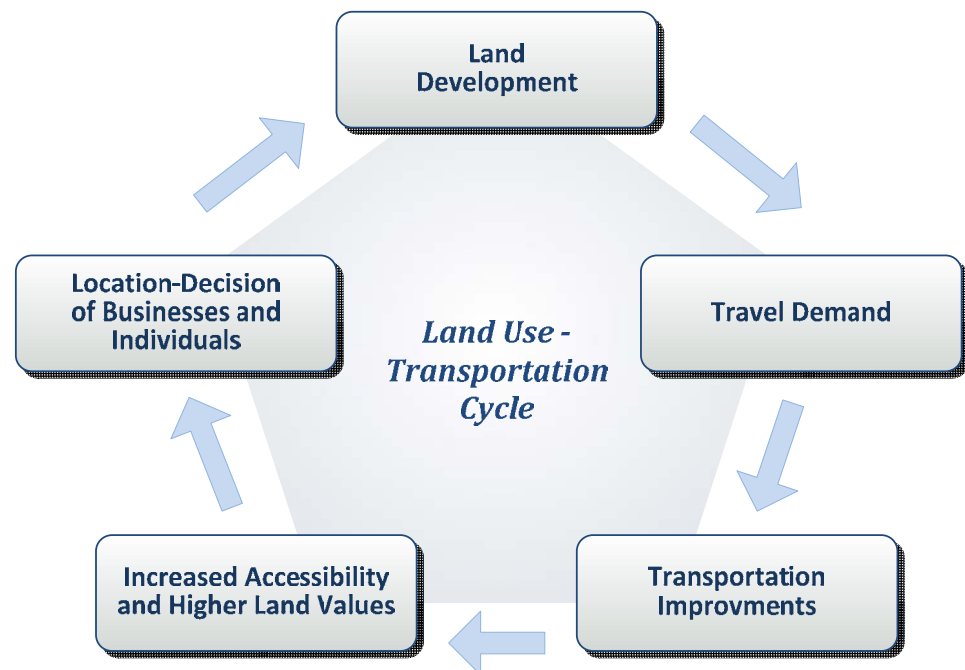 Land
Development
Travel Demand
Transportation
Improvments
Increased Accessibility
and Higher Land Values
Location-Decision
of Businesses and
Individuals
Land Use -
Transportation
Cycle